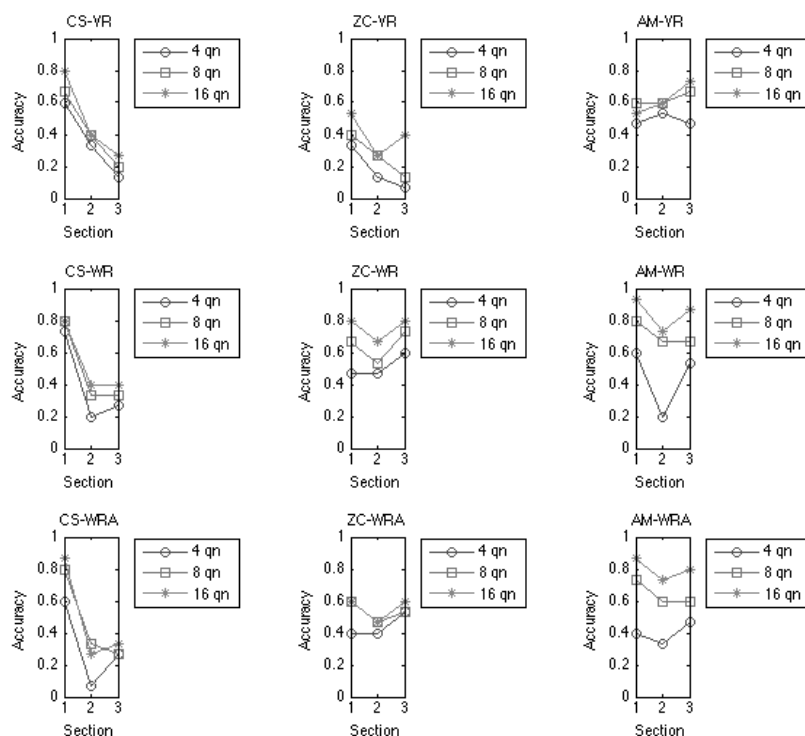 CS-VR
1
0.8
0.6
0.4
0.2
0
Accuracy
1 2 3
Section
4 qn
8 qn
16 qn
ZC-VR
1
0.8
0.6
0.4
0.2
0
Accuracy
1 2 3
Section
4 qn
8 qn
16 qn
AM-VR
1
0.8
0.6
0.4
0.2
0
Accuracy
1 2 3
Section
4 qn
8 qn
16 qn
CS-WR
1
0.8
0.6
0.4
0.2
0
Accuracy
1 2 3
Section
4 qn
8 qn
16 qn
ZC-WR
1
0.8
0.6
0.4
0.2
0
Accuracy
1 2 3
Section
4 qn
8 qn
16 qn
AM-WR
1
0.8
0.6
0.4
0.2
0
Accuracy
1 2 3
Section
4 qn
8 qn
16 qn
CS-WRA
1
0.8
0.6
0.4
0.2
0
Accuracy
1 2 3
Section
4 qn
8 qn
16 qn
ZC-WRA
1
0.8
0.6
0.4
0.2
0
Accuracy
1 2 3
Section
4 qn
8 qn
16 qn
AM-WRA
1
0.8
0.6
0.4
0.2
0
Accuracy
1 2 3
Section
4 qn
8 qn
16 qn